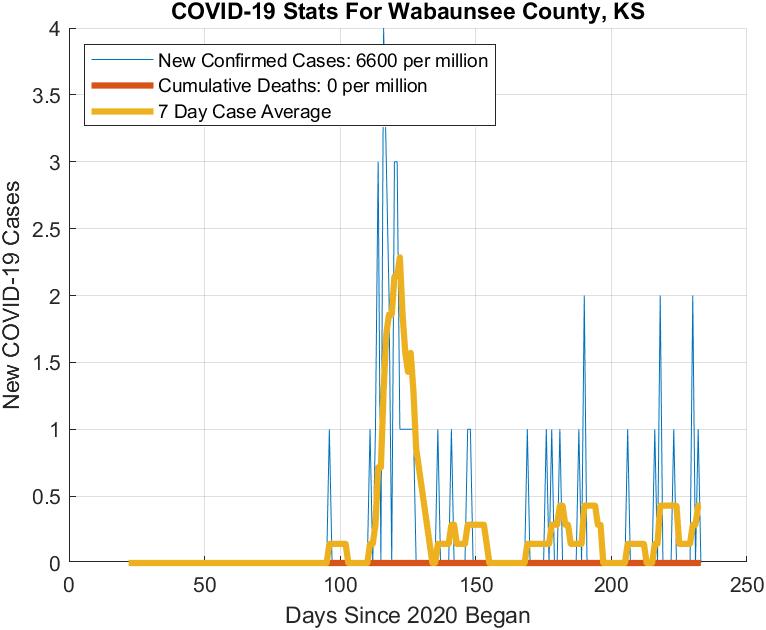 COVID-19 Stats For Wabaunsee County, KS
New Confirmed Cases: 6600 per million
Cumulative Deaths: 0 per million
7 Day Case Average
New COVID-19 Cases
4
3.5
3
2.5
2
1.5
1
0.5
0
0 50 100 150 200 250
Days Since 2020 Began